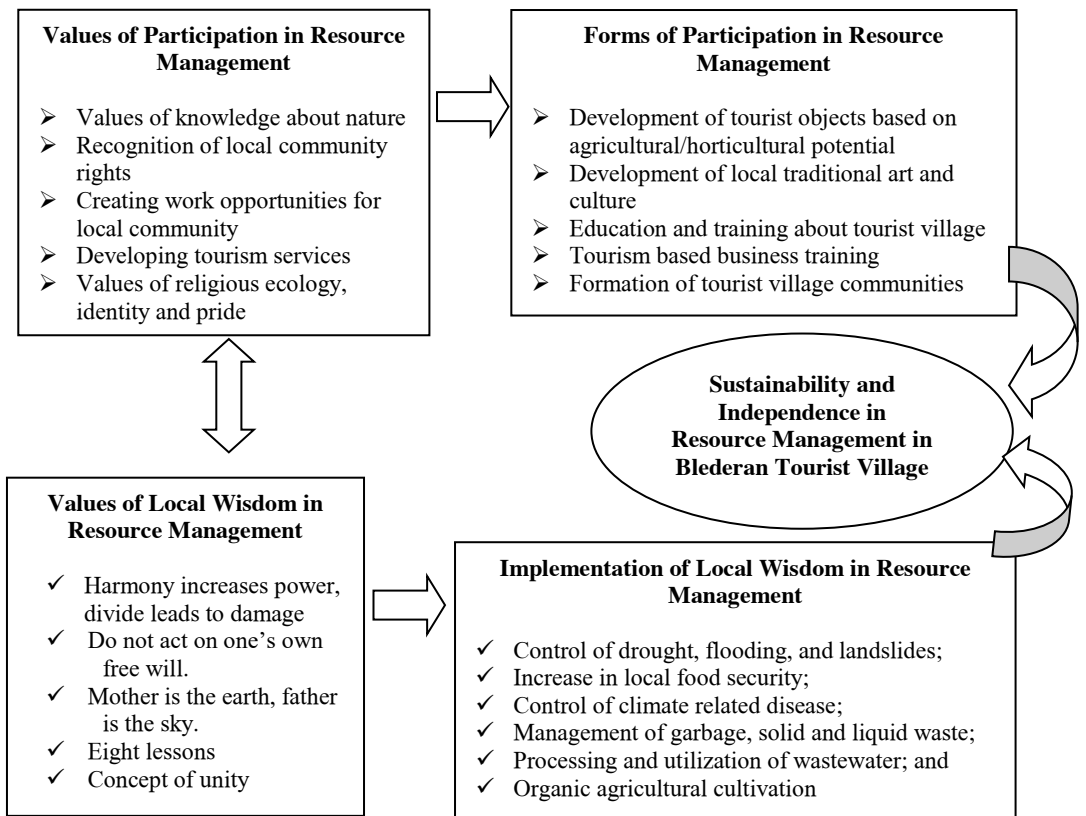 Values of Participation in Resource
Management
➢ Values of knowledge about nature
➢ Recognition of local community
rights
➢ Creating work opportunities for
local community
➢ Developing tourism services
➢ Values of religious ecology,
identity and pride
Forms of Participation in Resource
Management
➢ Development of tourist objects based on
agricultural/horticultural potential
➢ Development of local traditional art and
culture
➢ Education and training about tourist village
➢ Tourism based business training
➢ Formation of tourist village communities
Sustainability and
Independence in
Resource Management in
Blederan Tourist Village
Values of Local Wisdom in
Resource Management
✓ Harmony increases power,
divide leads to damage
✓ Do not act on one’s own
free will.
✓ Mother is the earth, father
is the sky.
✓ Eight lessons
✓ Concept of unity
Implementation of Local Wisdom in Resource
Management
✓ Control of drought, flooding, and landslides;
✓ Increase in local food security;
✓ Control of climate related disease;
✓ Management of garbage, solid and liquid waste;
✓ Processing and utilization of wastewater; and
✓ Organic agricultural cultivation